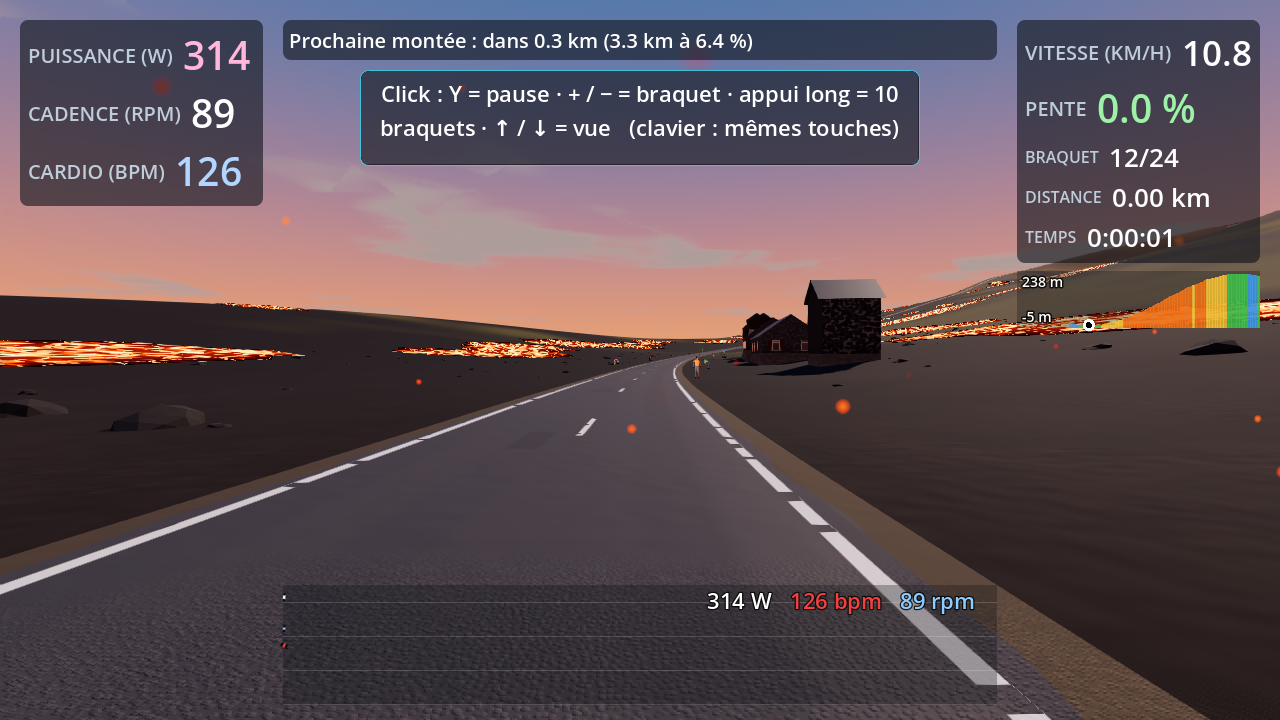 PUISSANCE (W) 314
CADENCE (RPM) 89
CARDIO (BPM) 126
Prochaine montée : dans 0.3 km (3.3 km à 6.4 %)
Click : Y = pause · + / − = braquet · appui long = 10
braquets · ↑ / ↓ = vue (clavier : mêmes touches)
VITESSE (KM/H) 10.8
PENTE 0.0 %
BRAQUET 12/24
DISTANCE 0.00 km
TEMPS 0:00:01
238 m
-5 m
314 W 126 bpm 89 rpm